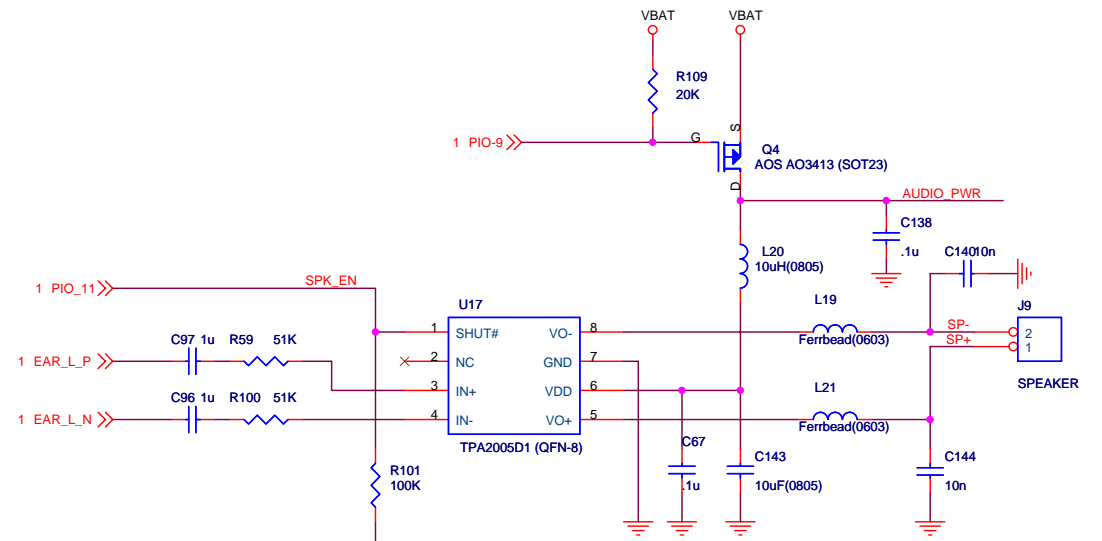 VBAT
VBAT
R109
20K
1 PIO-9
G
S
Q4
AOS AO3413 (SOT23)
D
AUDIO_PWR
C138
.1u
L20
10uH(0805)
C140
10n
1 PIO_11
SPK_EN
U17
L19
J9
1
SHUT#
VO-
8
SP-
2
C97 1u
R59
51K
Ferrbead(0603)
SP+
1
1 EAR_L_P
2
NC
GND
7
SPEAKER
3
IN+
VDD
6
L21
C96 1u
R100
51K
1 EAR_L_N
4
IN-
VO+
5
Ferrbead(0603)
TPA2005D1 (QFN-8)
C67
.1u
R101
100K
C143
10uF(0805)
C144
10n